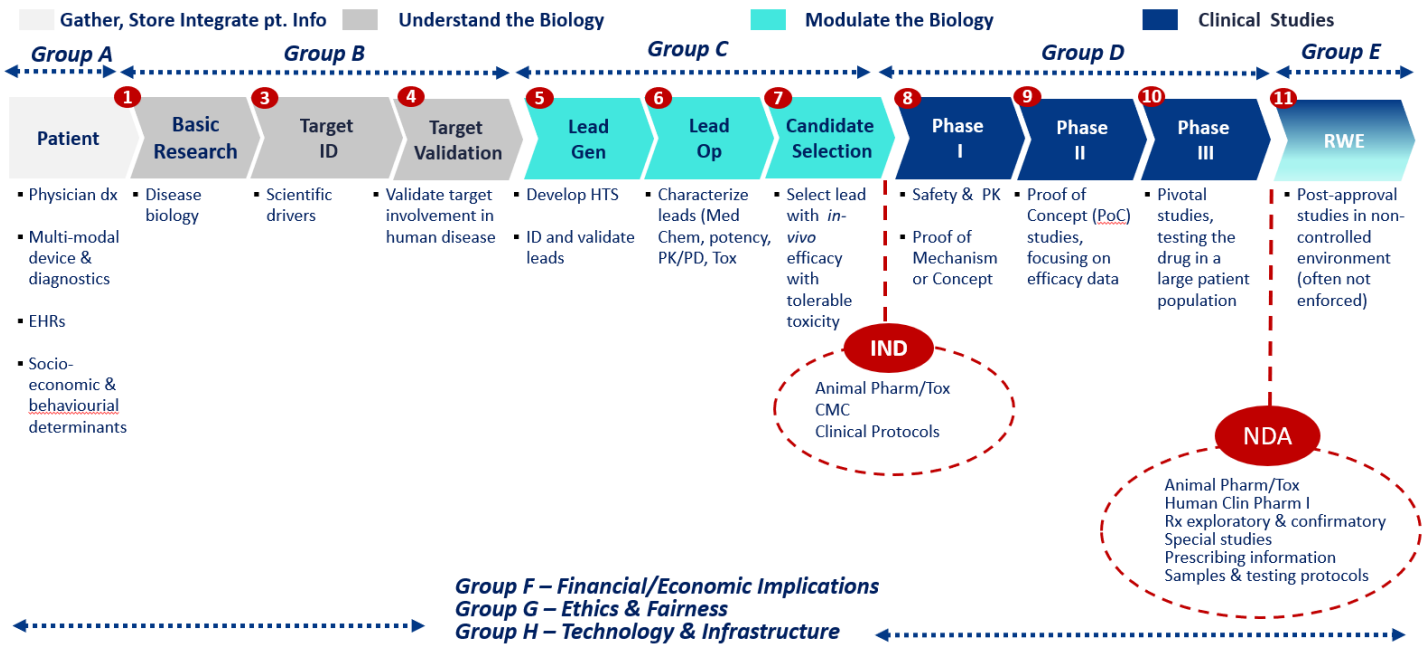 Gather, Store Integrate pt. Info
Understand the Biology
Modulate the Biology
Clinical Studies
Group A
Group B
Group C
Group D
Group E
1
3
4
5
6
7
8
9
10
11
Patient
Basic
Research
Target
ID
Target
Validation
Lead
Gen
Lead
Op
Candidate
Selection
Phase
I
Phase
II
Phase
III
RWE
▪ Physician dx
▪ Multi-modal
device &
diagnostics
▪ EHRs
▪ Socio-
economic &
behaviourial
determinants
▪ Disease
biology
▪ Scientific
drivers
▪ Validate target
involvement in
human disease
▪ Develop HTS
▪ ID and validate
leads
▪ Characterize
leads (Med
Chem, potency,
PK/PD, Tox
▪ Select lead
with in-
vivo
efficacy
with
tolerable
toxicity
▪ Safety & PK
▪ Proof of
Mechanism
or Concept
▪ Proof of
Concept (PoC)
studies,
focusing on
efficacy data
▪ Pivotal
studies,
testing the
drug in a
large patient
population
▪ Post-approval
studies in non-
controlled
environment
(often not
enforced)
IND
Animal Pharm/Tox
CMC
Clinical Protocols
NDA
Animal Pharm/Tox
Human Clin Pharm I
Rx exploratory & confirmatory
Special studies
Prescribing information
Samples & testing protocols
Group F – Financial/Economic Implications
Group G – Ethics & Fairness
Group H – Technology & Infrastructure